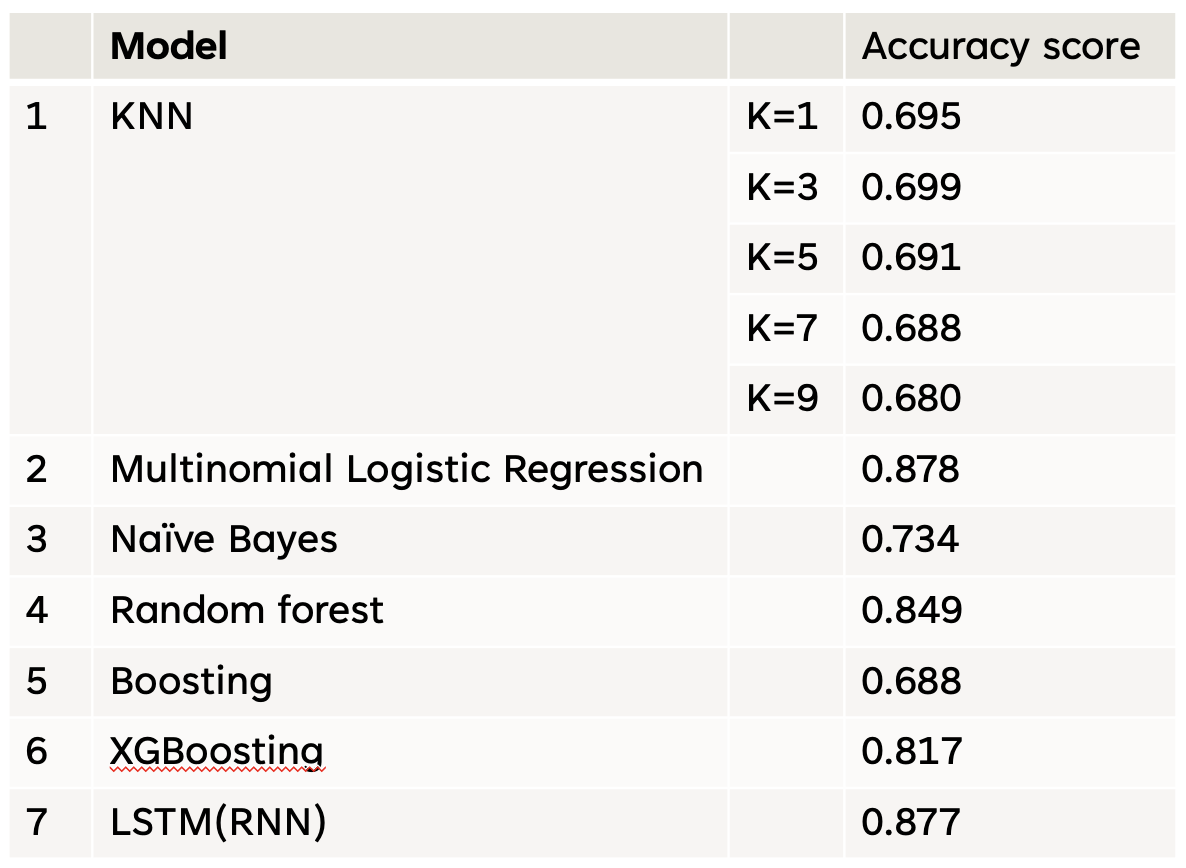 Model Accuracy score
1 KNN K=1 0.695
K=3 0.699
K=5 0.691
K=7 0.688
K=9 0.680
2 Multinomial Logistic Regression 0.878
3 Naïve Bayes 0.734
4 Random forest 0.849
5 Boosting 0.688
6 XGBoosting 0.817
7 LSTM(RNN) 0.877